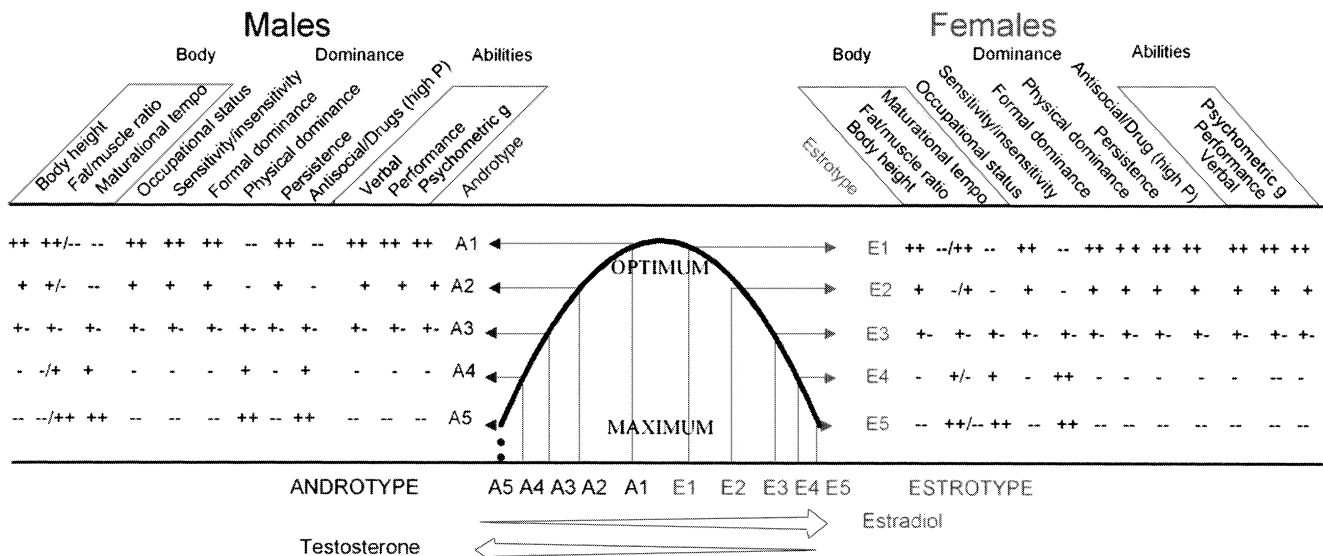 Males
Females
Body Dominance Abilities
Body height
Fat/muscle ratio
Maturational tempo
Occupational status
Sensitivity/insensitivity
Formal dominance
Physical dominance
Persistence
Antisocial/Drugs (high P)
Verbal
Performance
Psychometric g
Androtype
Body Dominance Abilities
Estrotype
Body height
Fat/muscle ratio
Maturational tempo
Occupational status
Sensitivity/insensitivity
Formal dominance
Physical dominance
Persistence
Antisocial/Drug (high P)
Verbal
Performance
Psychometric g
++ ++/-- -- ++ ++ ++ -- ++ -- ++ ++ ++ A1
E1 ++ --/++ -- ++ -- ++ ++ ++ ++ ++ ++ ++
OPTIMUM
+ +/- -- + + + - + - + + + A2
E2 + -/+ - + - + + + + + + +
+- +- +- +- +- +- +- +- +- +- +- +- A3
E3 +- +- +- +- +- +- +- +- +- +- +- +-
- -/+ + - - - + - + - - - A4
E4 - +/- + - ++ - - - - - -- -
-- --/++ ++ -- -- -- ++ -- ++ -- -- -- A5
MAXIMUM
E5 -- ++/-- ++ -- ++ -- -- -- -- -- -- --
ANDROTYPE A5 A4 A3 A2 A1 E1 E2 E3 E4 E5 ESTROTYPE
Estradiol
Testosterone